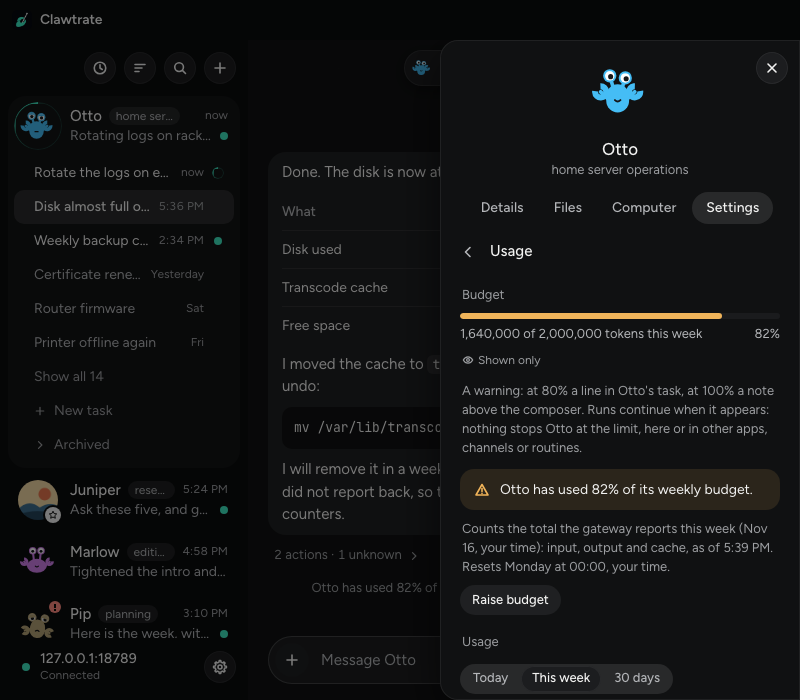 Clawtrate
Otto home ser... now
Rotating logs on rack...
Rotate the logs on e... now
Disk almost full o... 5:36 PM
Weekly backup c... 2:34 PM
Certificate rene... Yesterday
Router firmware Sat
Printer offline again Fri
Show all 14
+ New task
Archived
Juniper rese... 5:24 PM
Ask these five, and g...
Marlow editi... 4:58 PM
Tightened the intro and...
Pip planning 3:10 PM
Here is the week. wit...
127.0.0.1:18789
Connected
Done. The disk is now at
What
Disk used
Transcode cache
Free space
I moved the cache to
undo:
mv /var/lib/transco
I will remove it in a week
did not report back, so t
counters.
2 actions · 1 unknown
Otto has used 82% of
Message Otto
Otto
home server operations
Details Files Computer Settings
Usage
Budget
1,640,000 of 2,000,000 tokens this week 82%
Shown only
A warning: at 80% a line in Otto's task, at 100% a note
above the composer. Runs continue when it appears:
nothing stops Otto at the limit, here or in other apps,
channels or routines.
Otto has used 82% of its weekly budget.
Counts the total the gateway reports this week (Nov
16, your time): input, output and cache, as of 5:39 PM.
Resets Monday at 00:00, your time.
Raise budget
Usage
Today This week 30 days